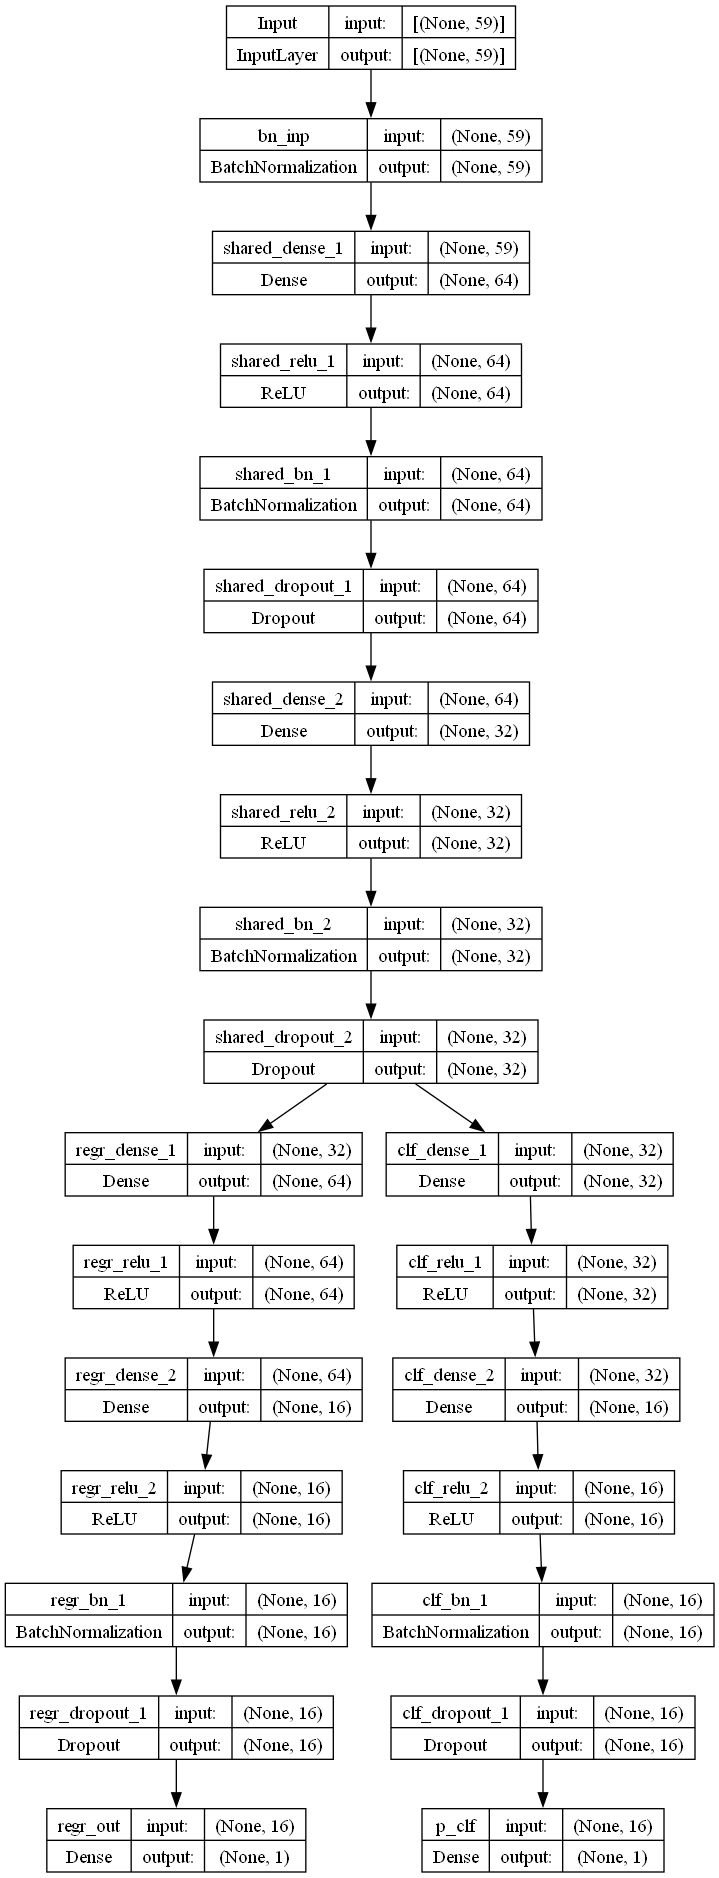 Input input: [(None, 59)]
InputLayer output: [(None, 59)]
bn_inp input: (None, 59)
BatchNormalization output: (None, 59)
shared_dense_1 input: (None, 59)
Dense output: (None, 64)
shared_relu_1 input: (None, 64)
ReLU output: (None, 64)
shared_bn_1 input: (None, 64)
BatchNormalization output: (None, 64)
shared_dropout_1 input: (None, 64)
Dropout output: (None, 64)
shared_dense_2 input: (None, 64)
Dense output: (None, 32)
shared_relu_2 input: (None, 32)
ReLU output: (None, 32)
shared_bn_2 input: (None, 32)
BatchNormalization output: (None, 32)
shared_dropout_2 input: (None, 32)
Dropout output: (None, 32)
regr_dense_1 input: (None, 32) clf_dense_1 input: (None, 32)
Dense output: (None, 64) Dense output: (None, 32)
regr_relu_1 input: (None, 64) clf_relu_1 input: (None, 32)
ReLU output: (None, 64) ReLU output: (None, 32)
regr_dense_2 input: (None, 64) clf_dense_2 input: (None, 32)
Dense output: (None, 16) Dense output: (None, 16)
regr_relu_2 input: (None, 16) clf_relu_2 input: (None, 16)
ReLU output: (None, 16) ReLU output: (None, 16)
regr_bn_1 input: (None, 16) clf_bn_1 input: (None, 16)
BatchNormalization output: (None, 16) BatchNormalization output: (None, 16)
regr_dropout_1 input: (None, 16) clf_dropout_1 input: (None, 16)
Dropout output: (None, 16) Dropout output: (None, 16)
regr_out input: (None, 16) p_clf input: (None, 16)
Dense output: (None, 1) Dense output: (None, 1)